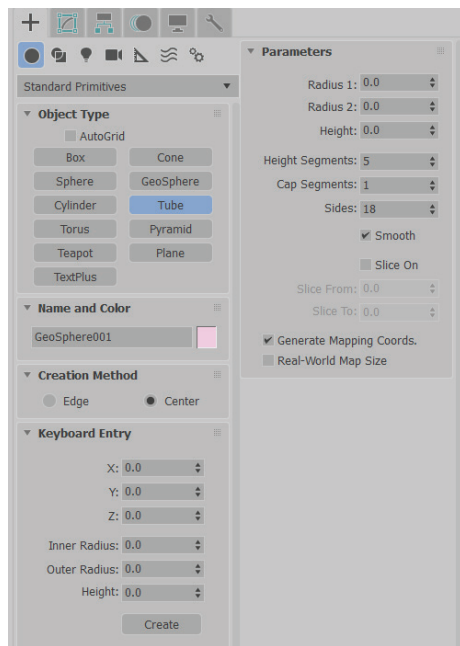 Standard Primitives
Object Type
AutoGrid
Box Cone
Sphere GeoSphere
Cylinder Tube
Torus Pyramid
Teapot Plane
TextPlus
Name and Color
GeoSphere001
Creation Method
Edge Center
Keyboard Entry
X: 0.0
Y: 0.0
Z: 0.0
Inner Radius: 0.0
Outer Radius: 0.0
Height: 0.0
Create
Parameters
Radius 1: 0.0
Radius 2: 0.0
Height: 0.0
Height Segments: 5
Cap Segments: 1
Sides: 18
Smooth
Slice On
Slice From: 0.0
Slice To: 0.0
Generate Mapping Coords.
Real-World Map Size